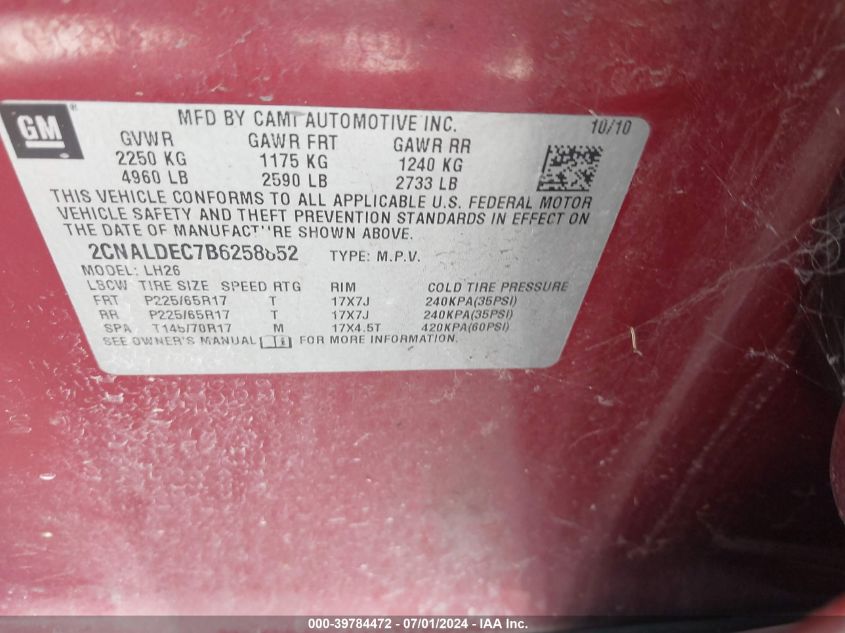 GM ®
MFD BY CAMI AUTOMOTIVE INC. 10/10
GVWR GAWR FRT GAWR RR
2250 KG 1175 KG 1240 KG
4960 LB 2590 LB 2733 LB
THIS VEHICLE CONFORMS TO ALL APPLICABLE U.S. FEDERAL MOTOR
VEHICLE SAFETY AND THEFT PREVENTION STANDARDS IN EFFECT ON
THE DATE OF MANUFACTURE SHOWN ABOVE.
2CNALDEC7B6258852 TYPE: M.P.V.
MODEL: LH26
LBCW TIRE SIZE SPEED RTG RIM COLD TIRE PRESSURE
FRT P225/65R17 T 17X7J 240KPA(35PSI)
RR P225/65R17 T 17X7J 240KPA(35PSI)
SPA T145/70R17 M 17X4.5T 420KPA(60PSI)
SEE OWNER'S MANUAL FOR MORE INFORMATION.
000-39784472 - 07/01/2024 - IAA Inc.